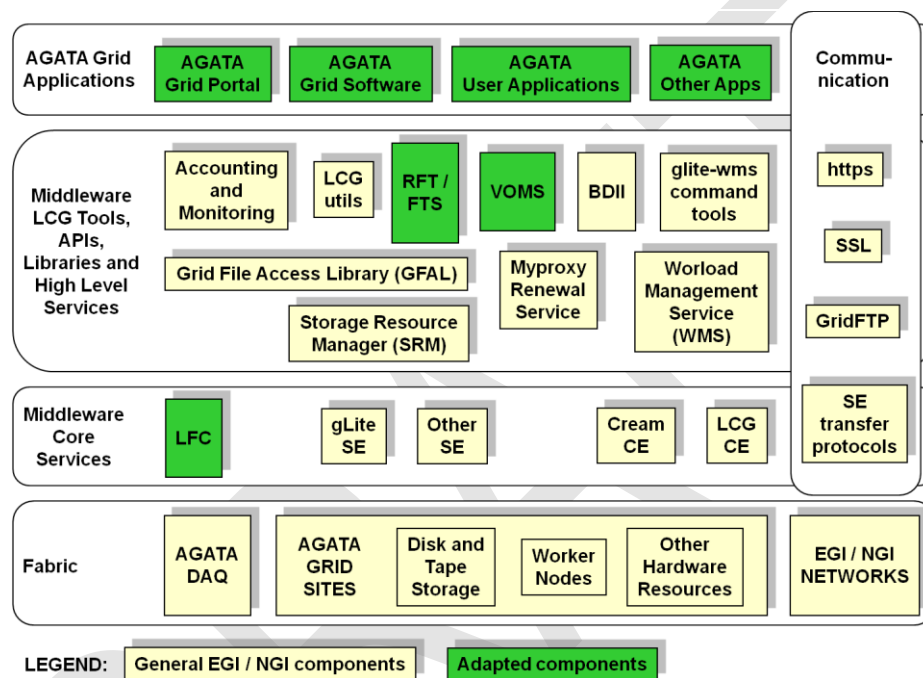 AGATA Grid
Applications
AGATA
Grid Portal
AGATA
Grid Software
AGATA
User Applications
AGATA
Other Apps
Commu-
nication
Middleware
LCG Tools,
APIs,
Libraries and
High Level
Services
Accounting
and
Monitoring
LCG
utils
RFT /
FTS
VOMS
BDII
glite-wms
command
tools
https
Grid File Access Library (GFAL)
Myproxy
Renewal
Service
Worload
Management
Service
(WMS)
SSL
Storage Resource
Manager (SRM)
GridFTP
Middleware
Core
Services
LFC
gLite
SE
Other
SE
Cream
CE
LCG
CE
SE
transfer
protocols
Fabric
AGATA
DAQ
AGATA
GRID
SITES
Disk and
Tape
Storage
Worker
Nodes
Other
Hardware
Resources
EGI / NGI
NETWORKS
LEGEND:
General EGI / NGI components
Adapted components